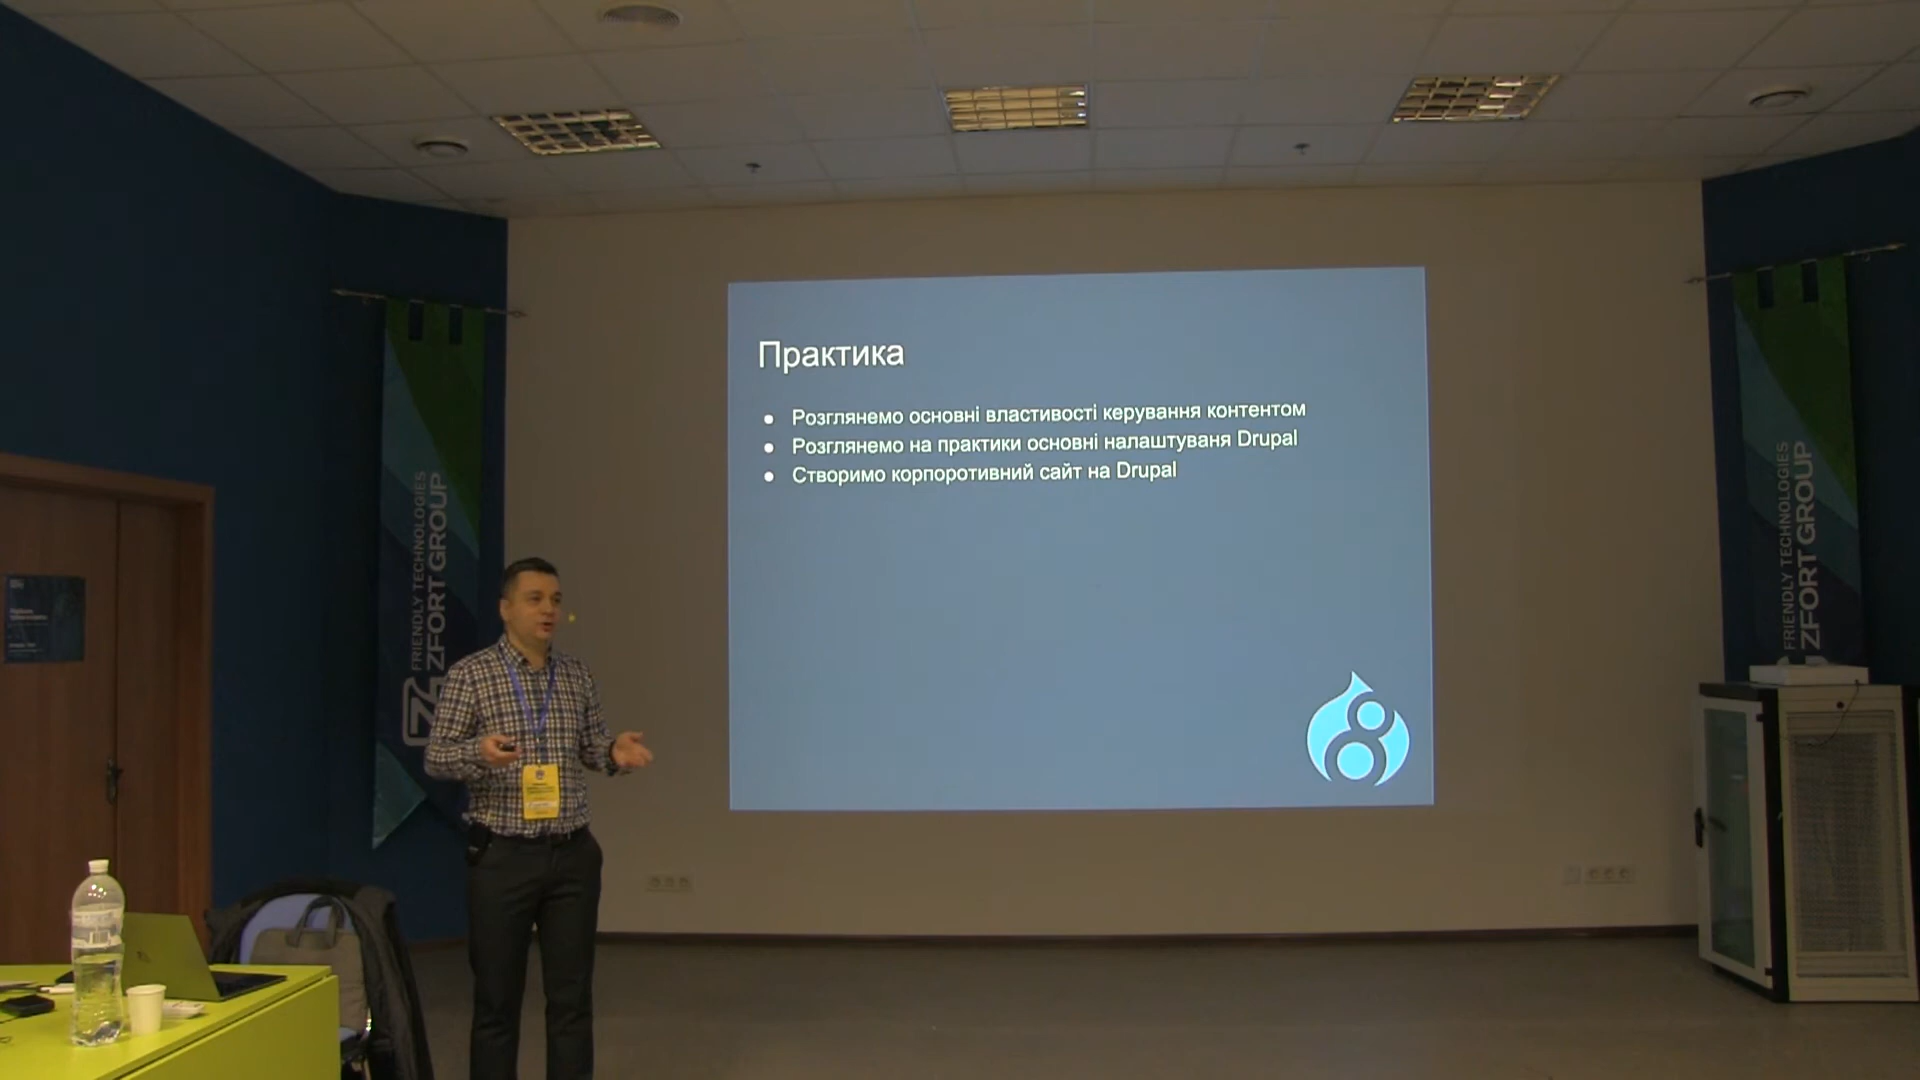 Практика
Розглянемо основні властивості керування контентом
Розглянемо на практики основні налаштуваня Drupal
Створимо корпоротивний сайт на Drupal
FRIENDLY TECHNOLOGIES
ZFORT GROUP
FRIENDLY TECHNOLOGIES
ZFORT GROUP